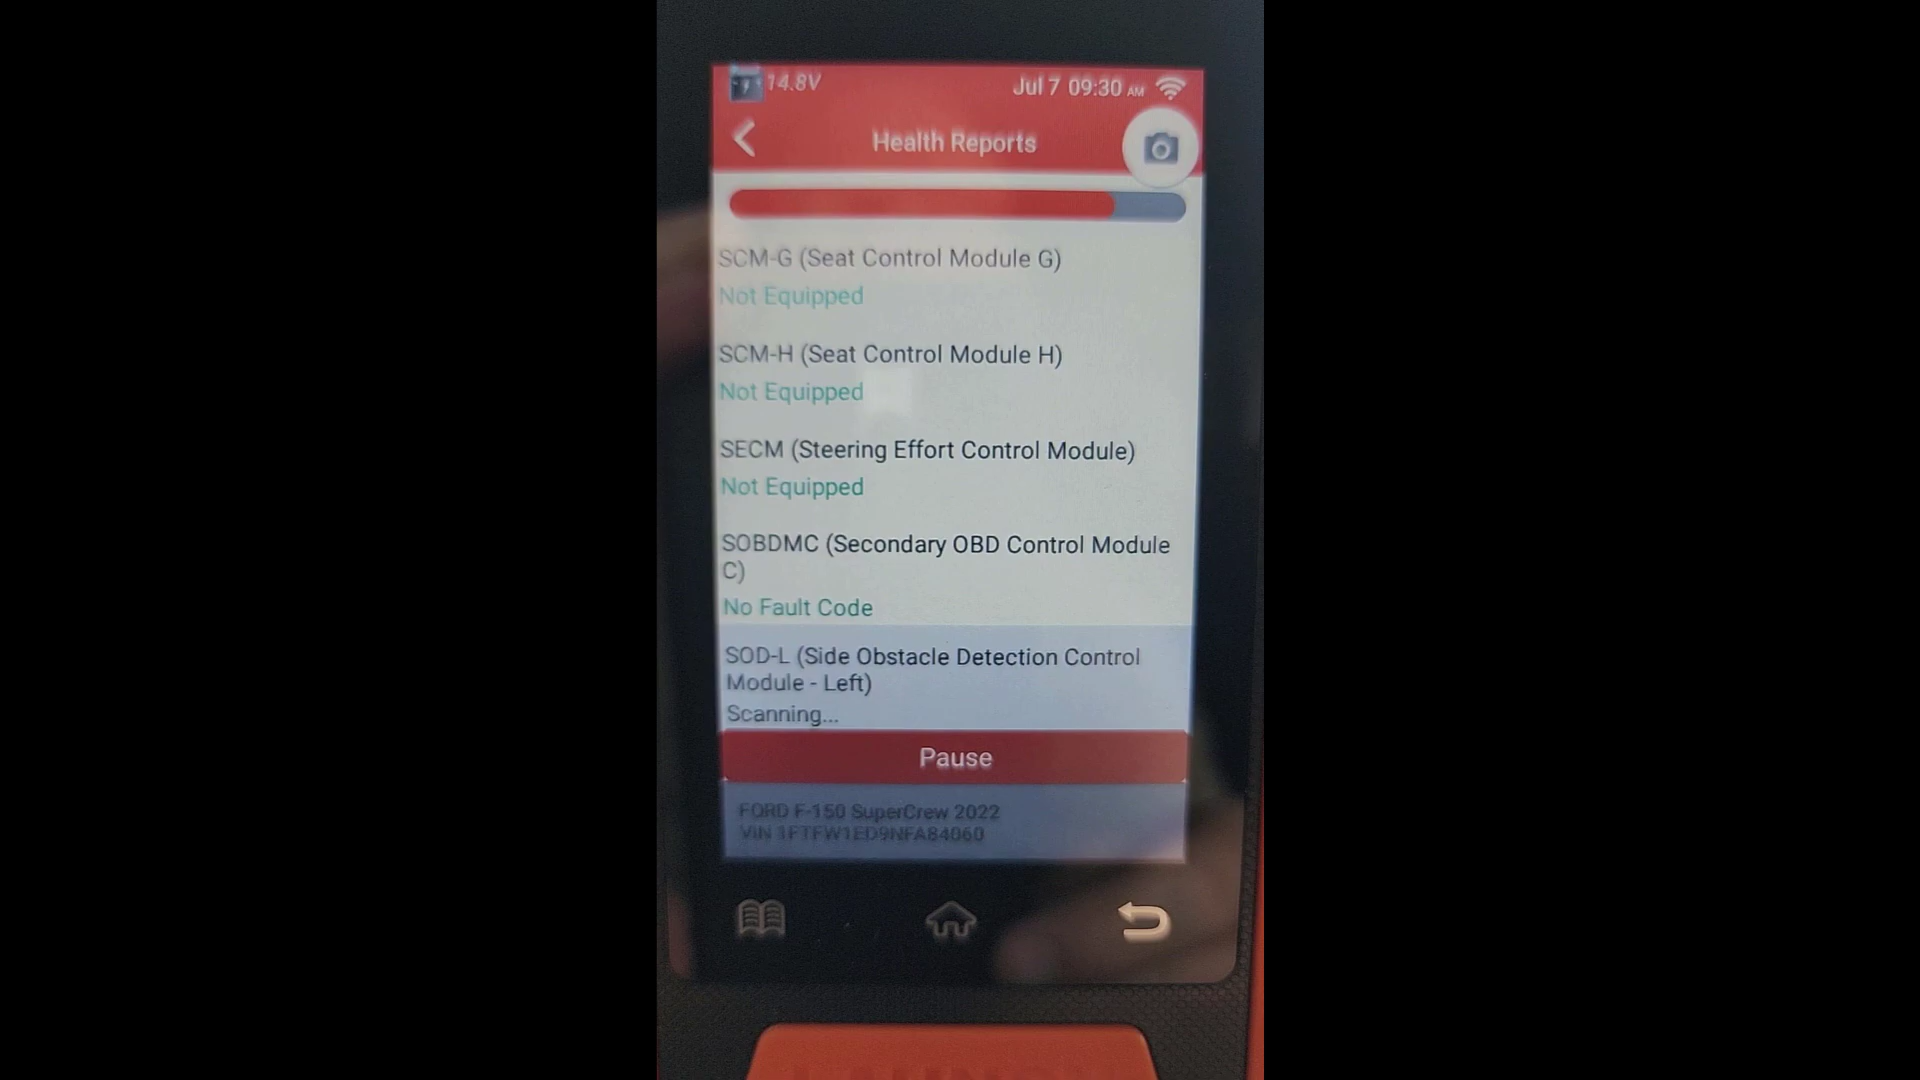 14.8V
Jul 7 09:30 AM
Health Reports
SCM-G (Seat Control Module G)
Not Equipped
SCM-H (Seat Control Module H)
Not Equipped
SECM (Steering Effort Control Module)
Not Equipped
SOBDMC (Secondary OBD Control Module
C)
No Fault Code
SOD-L (Side Obstacle Detection Control
Module - Left)
Scanning...
Pause
FORD F-150 SuperCrew 2022
VIN 1FTFW1ED9NFA84060